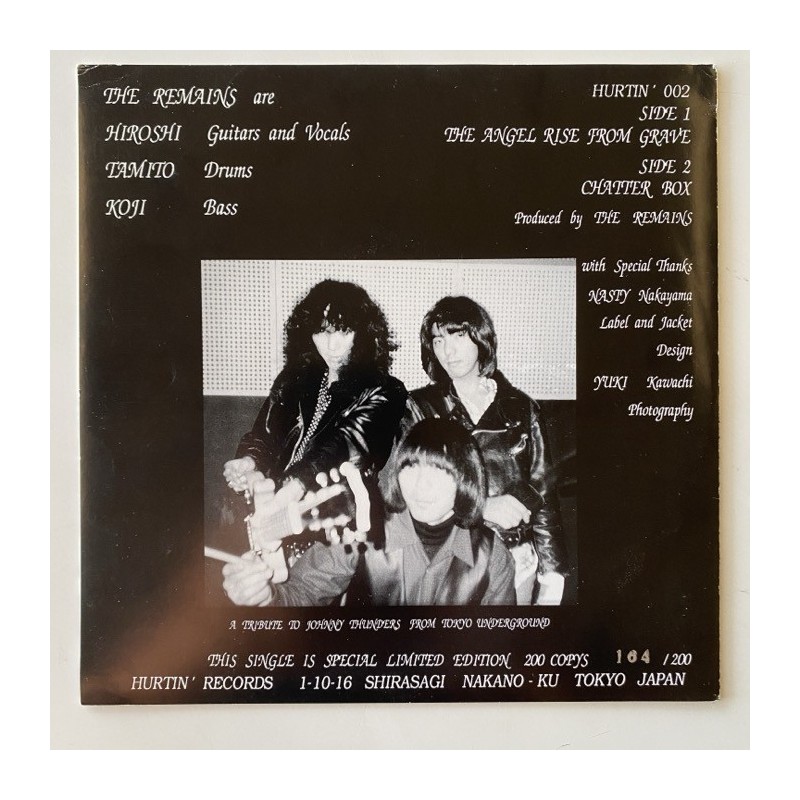 THE REMAINS are
HIROSHI Guitars and Vocals
TAMITO Drums
KOJI Bass
HURTIN' 002
SIDE 1
THE ANGEL RISE FROM GRAVE
SIDE 2
CHATTER BOX
Produced by THE REMAINS
with Special Thanks
NASTY Nakayama
Label and Jacket
Design
YUKI Kawachi
Photography
A TRIBUTE TO JOHNNY THUNDERS FROM TOKYO UNDERGROUND
THIS SINGLE IS SPECIAL LIMITED EDITION 200 COPYS 164 /200
HURTIN' RECORDS 1-10-16 SHIRASAGI NAKANO-KU TOKYO JAPAN